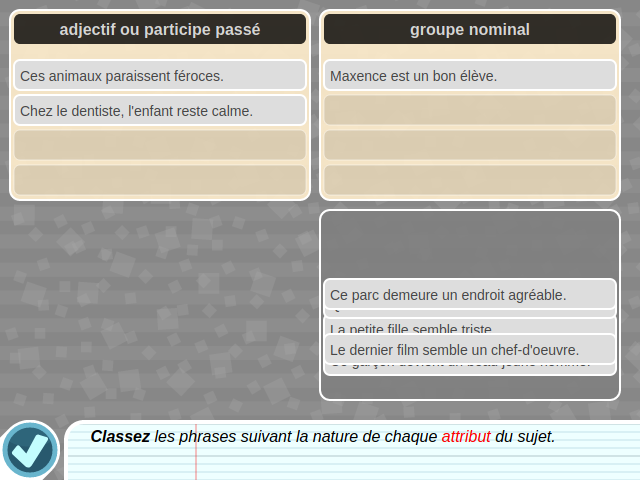 adjectif ou participe passé
groupe nominal
Ces animaux paraissent féroces.
Maxence est un bon élève.
Chez le dentiste, l'enfant reste calme.
Ce parc demeure un endroit agréable.
La petite fille semble triste
Le dernier film semble un chef-d'oeuvre.
Classez les phrases suivant la nature de chaque attribut du sujet.